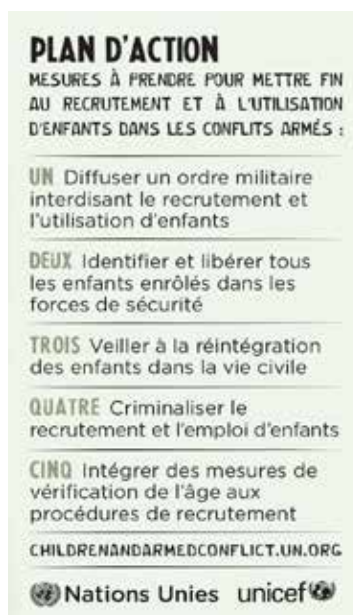 PLAN D'ACTION
MESURES À PRENDRE POUR METTRE FIN
AU RECRUTEMENT ET À L'UTILISATION
D'ENFANTS DANS LES CONFLITS ARMÉS :
UN Diffuser un ordre militaire
interdisant le recrutement et
l'utilisation d'enfants
DEUX Identifier et libérer tous
les enfants enrôlés dans les
forces de sécurité
TROIS Veiller à la réintégration
des enfants dans la vie civile
QUATRE Criminaliser le
recrutement et l'emploi d'enfants
CINQ Intégrer des mesures de
vérification de l'âge aux
procédures de recrutement
CHILDRENANDARMEDCONFLICT.UN.ORG
Nations Unies unicef